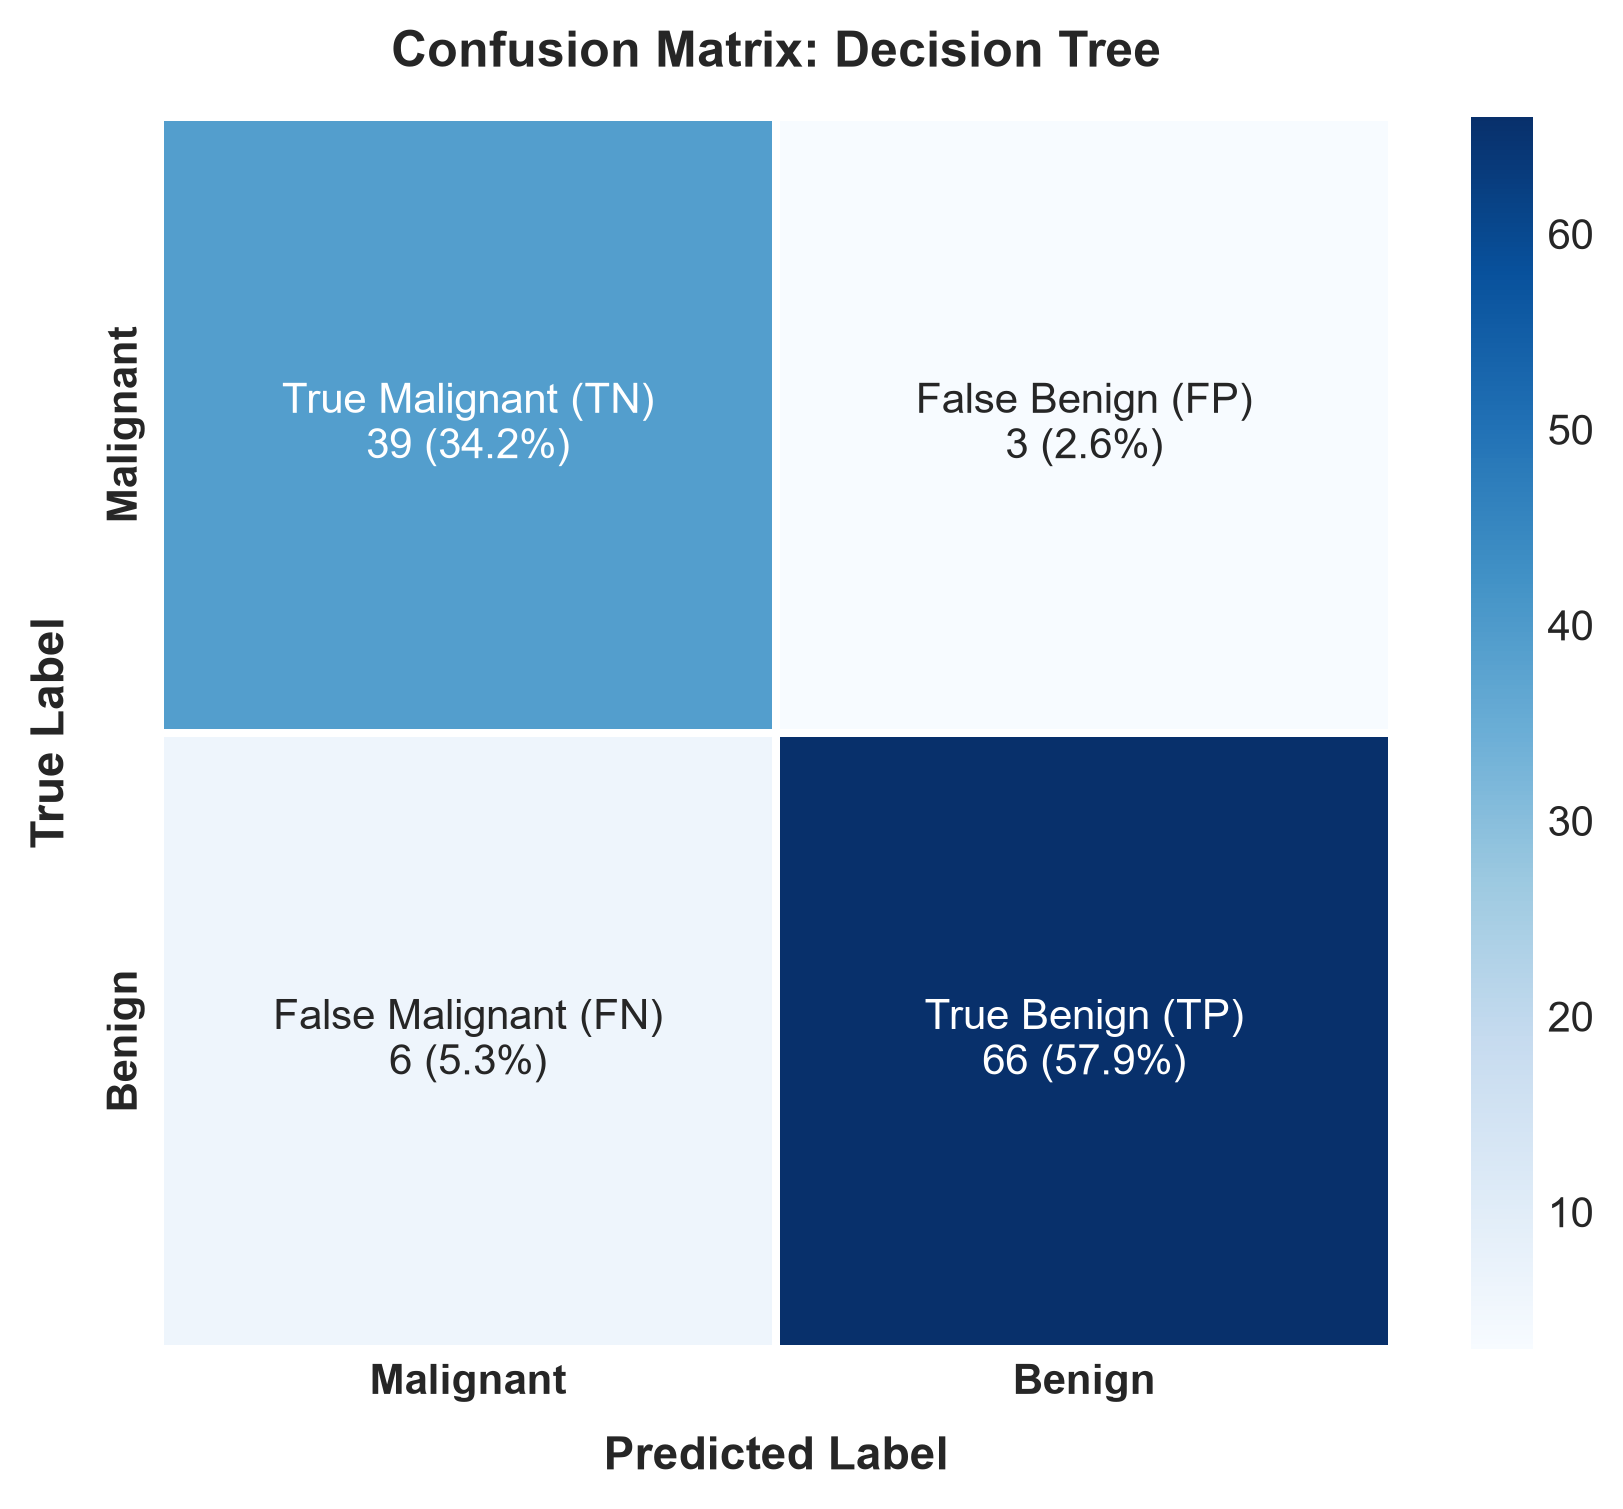 Confusion Matrix: Decision Tree
True Label
Malignant
True Malignant (TN)
39 (34.2%)
False Benign (FP)
3 (2.6%)
Benign
False Malignant (FN)
6 (5.3%)
True Benign (TP)
66 (57.9%)
Malignant
Benign
Predicted Label
60
50
40
30
20
10